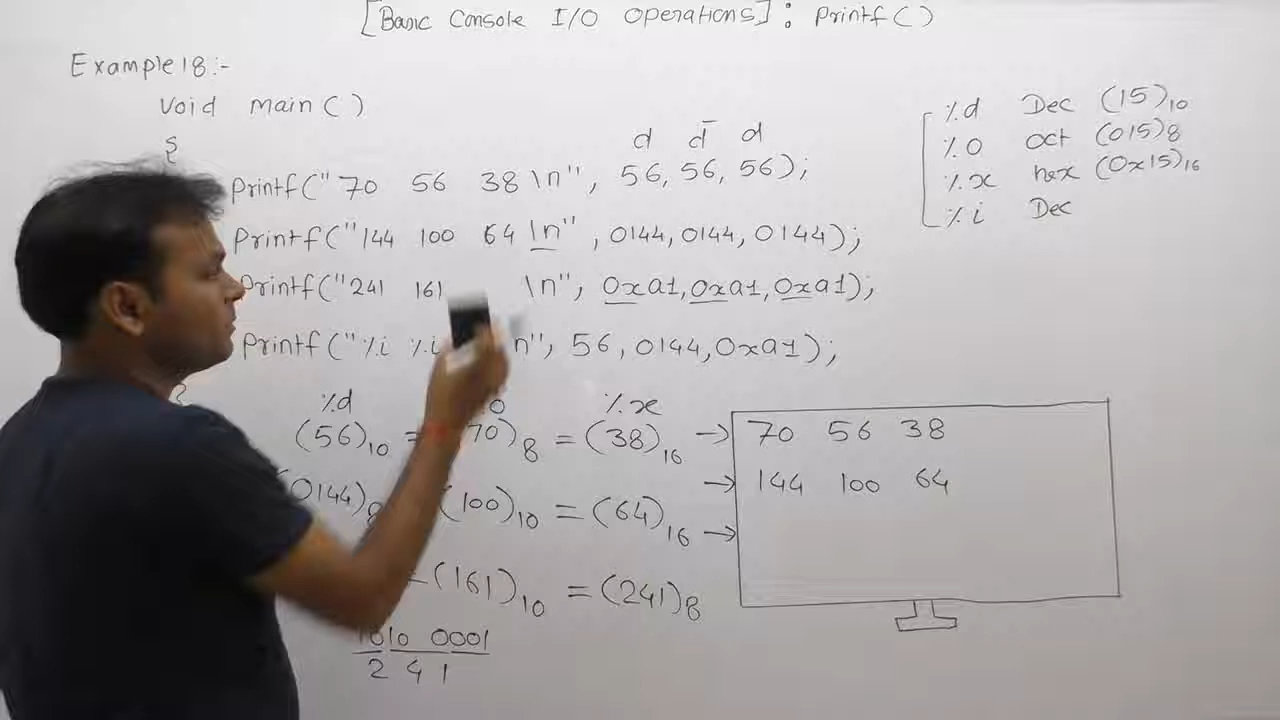 [Basic Console I/O Operations] : Printf()
Example 18:-
Void main()
{
d d d
Printf("70 56 38 \n", 56, 56, 56);
Printf("144 100 64 \n", 0144, 0144, 0144);
Printf("241 161 \n", 0xa1, 0xa1, 0xa1);
Printf("%i %i n", 56, 0144, 0xa1);
}
%d Dec (15)10
%o oct (015)8
%x hex (0x15)16
%i Dec
%d o %x
(56)10 = 70)8 = (38)16 →
0144)8 (100)10 = (64)16 →
→
= (161)10 = (241)8
1010 0001
2 4 1
70 56 38
144 100 64